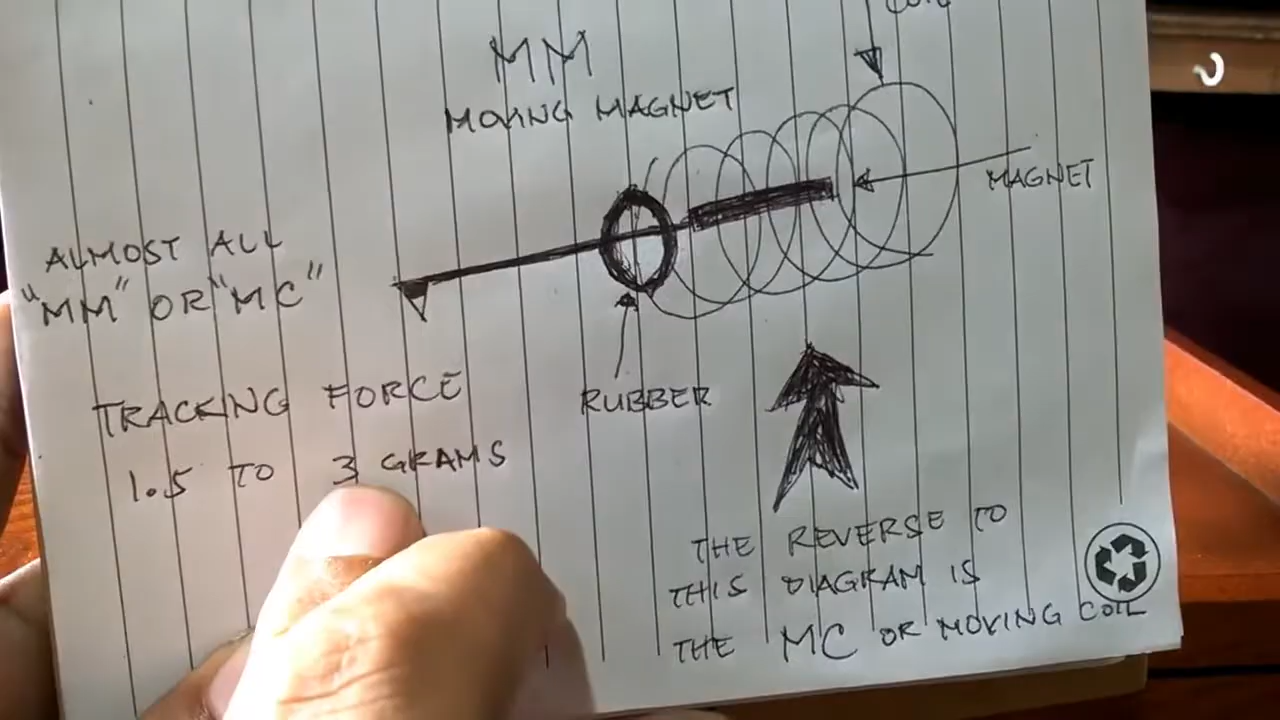 COIL
MM
MOVING MAGNET
MAGNET
ALMOST ALL
"MM" OR "MC"
RUBBER
TRACKING FORCE
1.5 TO 3 GRAMS
THE REVERSE TO
THIS DIAGRAM IS
THE MC OR MOVING COIL